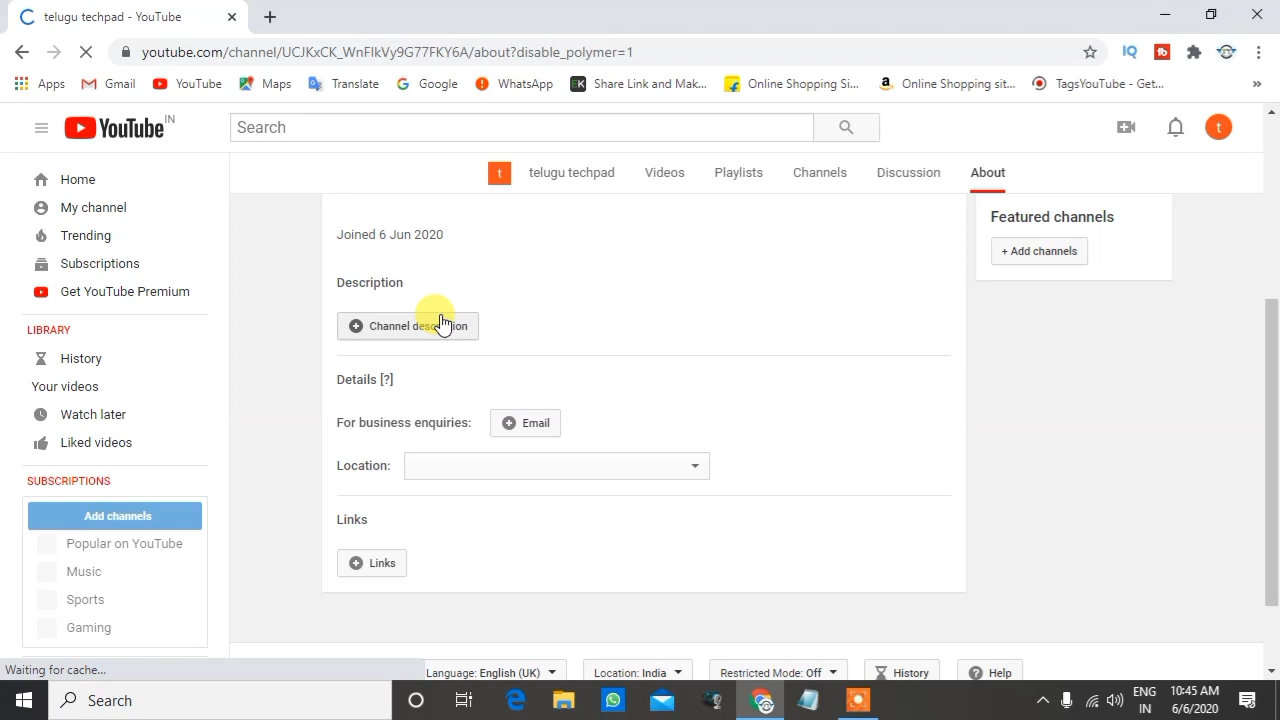 telugu techpad - YouTube
youtube.com/channel/UCJKxCK_WnFIkVy9G77FKY6A/about?disable_polymer=1
Apps Gmail YouTube Maps Translate Google WhatsApp Share Link and Mak... Online Shopping Si... Online Shopping sit... TagsYouTube - Get... »
YouTube IN Search t
t telugu techpad Videos Playlists Channels Discussion About
Home
My channel
Trending
Subscriptions
Get YouTube Premium
LIBRARY
History
Your videos
Watch later
Liked videos
SUBSCRIPTIONS
Add channels
Popular on YouTube
Music
Sports
Gaming
Joined 6 Jun 2020
Description
Channel description
Details [?]
For business enquiries: Email
Location:
Links
Links
Featured channels
+ Add channels
Waiting for cache...
Language: English (UK) Location: India Restricted Mode: Off History Help
Search
ENG
IN
10:45 AM
6/6/2020